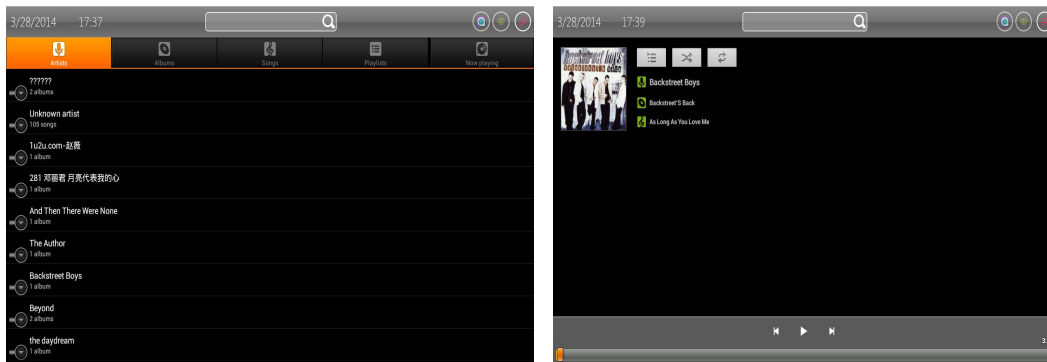 3/28/2014 17:37
Artists
Albums
Songs
Playlists
Now playing
??????
2 albums
Unknown artist
105 songs
1u2u.com-赵薇
1 album
281 邓丽君 月亮代表我的心
1 album
And Then There Were None
1 album
The Author
1 album
Backstreet Boys
1 album
Beyond
2 albums
the daydream
1 album
3/28/2014 17:39
backstreet boys
Backstreet Boys
Backstreet'S Back
As Long As You Love Me
3: